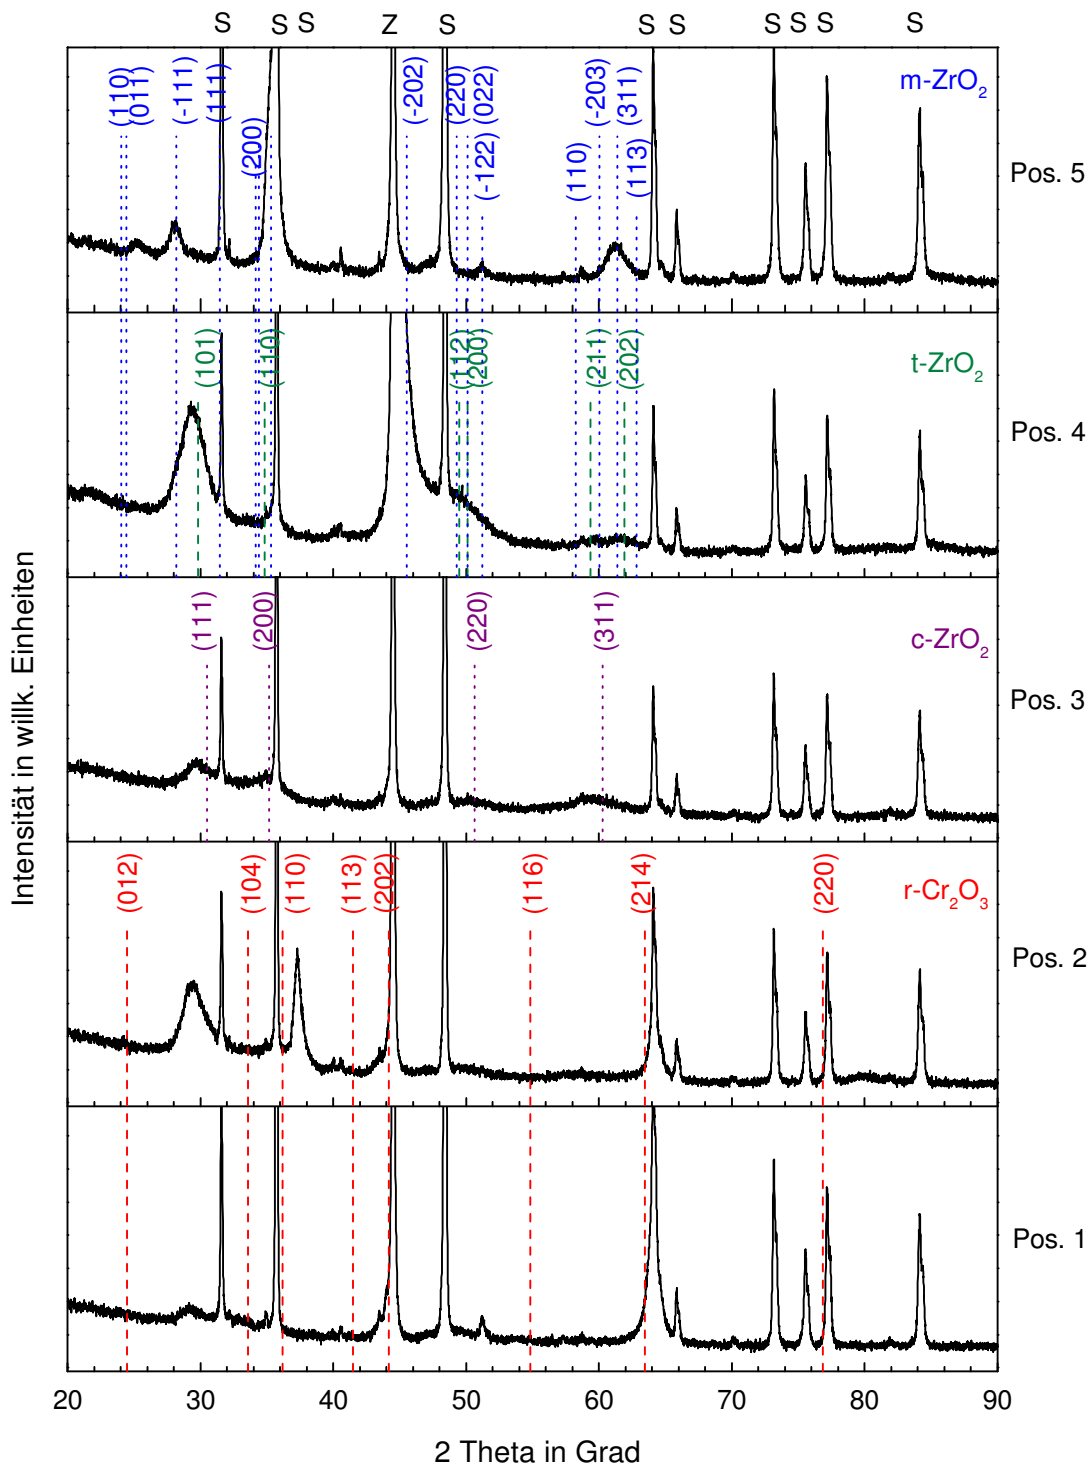 S S S Z S S S S S S S
(110) (011) (-111) (111) (200) (-202) (220) (022) (-122) (110) (-203) (311) (113) m-ZrO₂
Pos. 5
(101) (110) (112) (200) (211) (202) t-ZrO₂
Pos. 4
(111) (200) (220) (311) c-ZrO₂
Pos. 3
(012) (104) (110) (113) (202) (116) (214) (220) r-Cr₂O₃
Pos. 2
Pos. 1
Intensität in willk. Einheiten
20 30 40 50 60 70 80 90
2 Theta in Grad